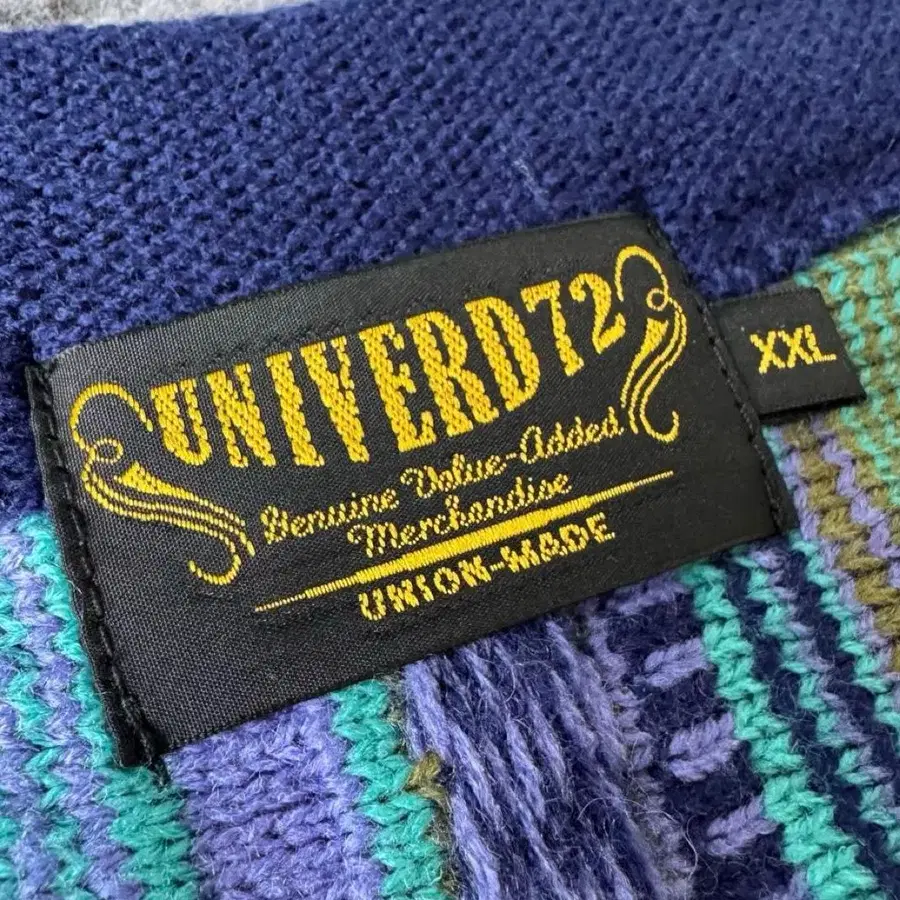 UNIVERD72
Genuine Value-Added
Merchandise
UNION-MADE
XXL